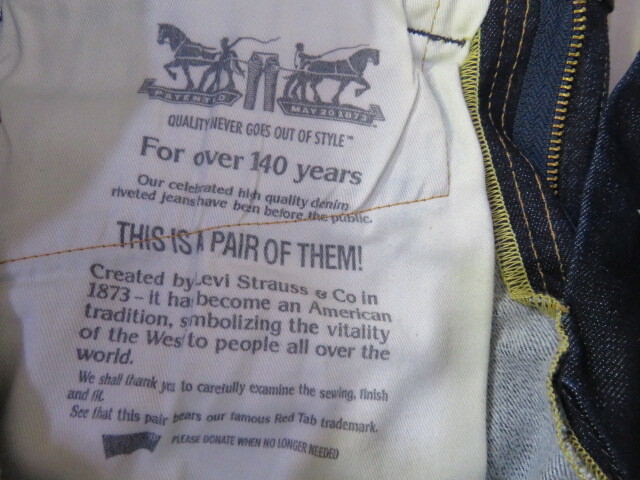 PATENTED
MAY 20 1873
QUALITY NEVER GOES OUT OF STYLE™
For over 140 years
Our celebrated high quality denim
riveted jeans have been before the public.
THIS IS A PAIR OF THEM!
Created by Levi Strauss & Co in
1873 – it has become an American
tradition, symbolizing the vitality
of the West to people all over the
world.
We shall thank you to carefully examine the sewing, finish
and fit.
See that this pair bears our famous Red Tab trademark.
PLEASE DONATE WHEN NO LONGER NEEDED